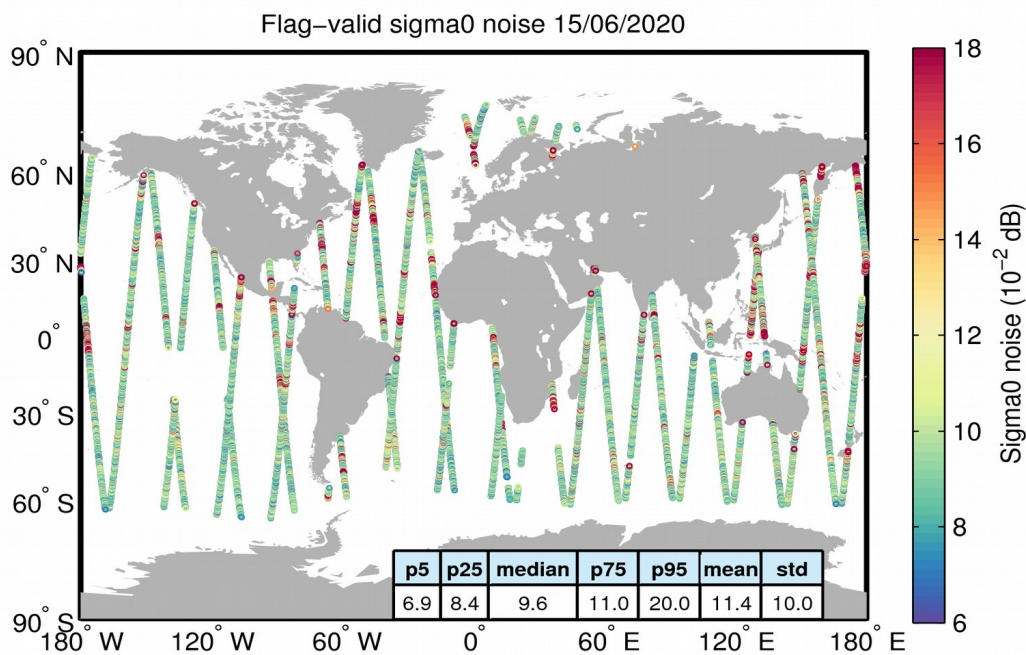 Flag−valid sigma0 noise 15/06/2020
90° N
60° N
30° N
0°
30° S
60° S
90° S
180° W
120° W
60° W
0°
60° E
120° E
180° E
p5 p25 median p75 p95 mean std
6.9 8.4 9.6 11.0 20.0 11.4 10.0
18
16
14
12
10
8
6
Sigma0 noise (10⁻² dB)